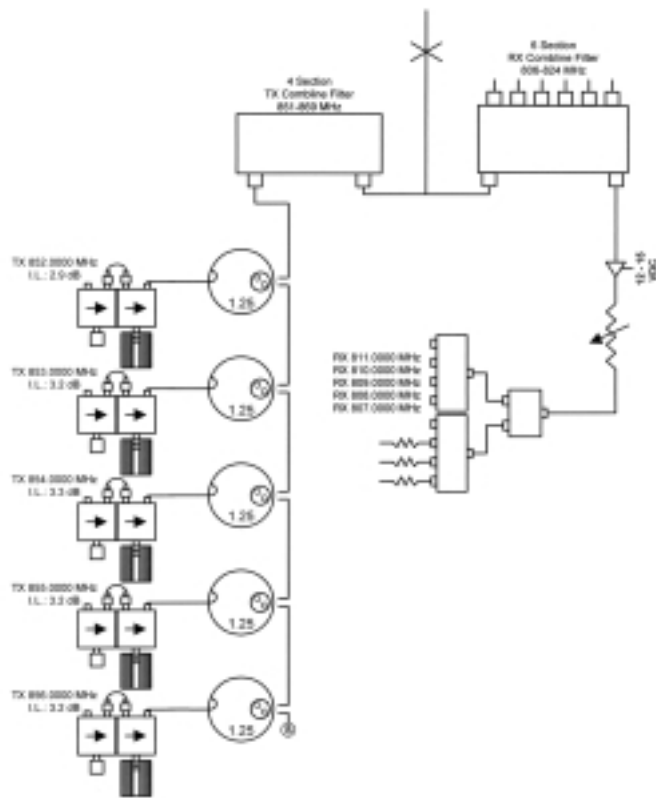 4 Section
TX Combline Filter
851-869 MHz
6 Section
RX Combline Filter
806-824 MHz
TX 852.0000 MHz
I.L.: 2.9 dB
1.25
12 - 15
VDC
TX 853.0000 MHz
I.L.: 3.2 dB
1.25
RX 811.0000 MHz
RX 810.0000 MHz
RX 809.0000 MHz
RX 808.0000 MHz
RX 807.0000 MHz
TX 854.0000 MHz
I.L.: 3.3 dB
1.25
TX 855.0000 MHz
I.L.: 3.2 dB
1.25
TX 856.0000 MHz
I.L.: 3.2 dB
1.25